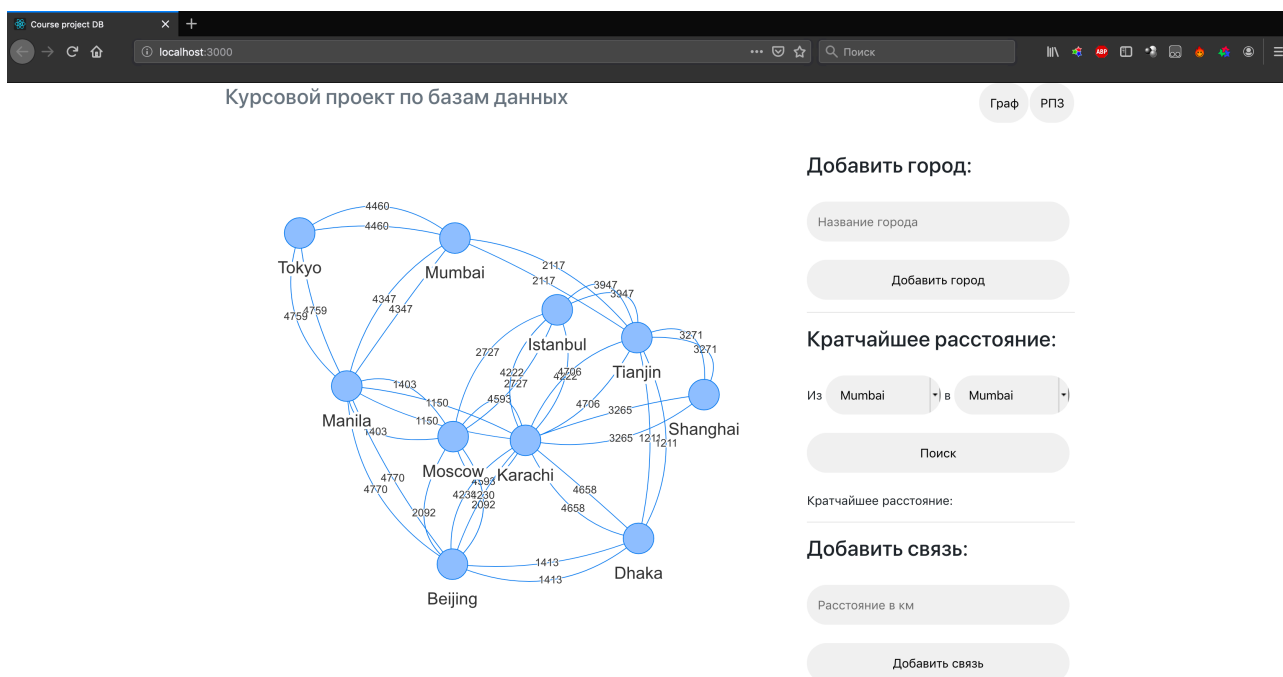 Course project DB
localhost:3000
Поиск
ABP
Курсовой проект по базам данных
Граф
РПЗ
Добавить город:
Название города
Добавить город
Кратчайшее расстояние:
Из Mumbai в Mumbai
Поиск
Кратчайшее расстояние:
Добавить связь:
Расстояние в км
Добавить связь
4460
4460
Tokyo
Mumbai
2117
2117
3947
3947
4347
4347
4759
4759
Istanbul
3271
3271
2727
Tianjin
4222
4706
4222
2727
1403
4593
4706
3265
1150
Manila
1150
Shanghai
1403
3265
1211
1211
Moscow
Karachi
4770
4593
4770
4230
4658
2092
2092
4658
1413
Dhaka
1413
Beijing